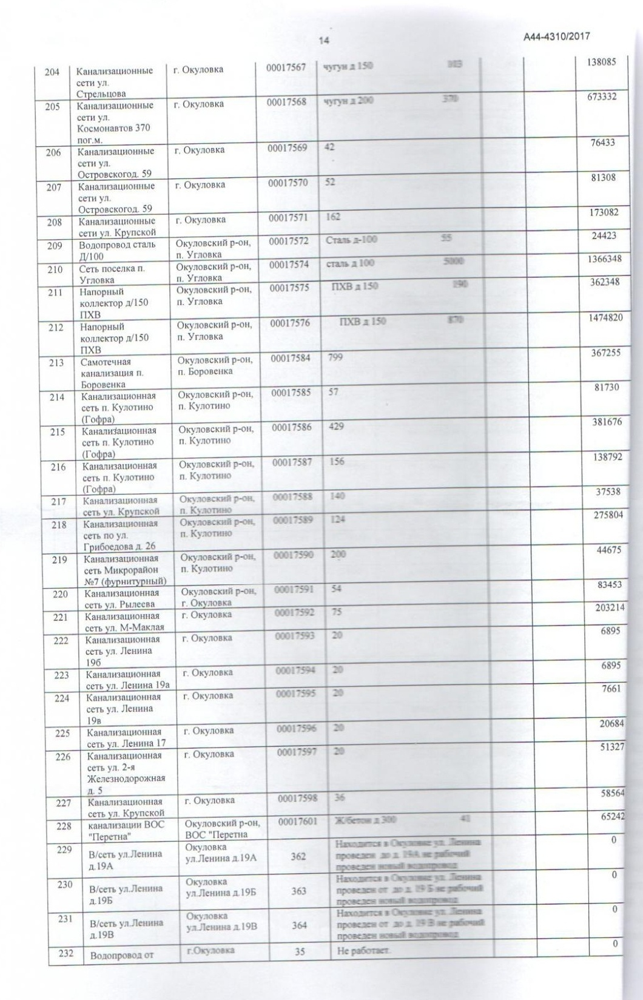 14
А44-4310/2017
204 Канализационные г. Окуловка 00017567 чугун д 150 138085
сети ул.
Стрельцова
205 Канализационные г. Окуловка 00017568 чугун д 200 370 673332
сети ул.
Космонавтов 370
пог.м.
206 Канализационные г. Окуловка 00017569 42 76433
сети ул.
Островскогод. 59
207 Канализационные г. Окуловка 00017570 52 81308
сети ул.
Островскогод. 59
208 Канализационные г. Окуловка 00017571 162 173082
сети ул. Крупской
209 Водопровод сталь Окуловский р-он, 00017572 Сталь д-100 55 24423
Д/100 п. Угловка
210 Сеть поселка п. Окуловский р-он, 00017574 сталь д 100 5000 1366348
Угловка п. Угловка
211 Напорный Окуловский р-он, 00017575 ПХВ д 150 190 362348
коллектор д/150 п. Угловка
ПХВ
212 Напорный Окуловский р-он, 00017576 ПХВ д 150 870 1474820
коллектор д/150 п. Угловка
ПХВ
213 Самотечная Окуловский р-он, 00017584 799 367255
канализация п. п. Боровенка
Боровенка
214 Канализационная Окуловский р-он, 00017585 57 81730
сеть п. Кулотино п. Кулотино
(Гофра)
215 Канализационная Окуловский р-он, 00017586 429 381676
сеть п. Кулотино п. Кулотино
(Гофра)
216 Канализационная Окуловский р-он, 00017587 156 138792
сеть п. Кулотино п. Кулотино
(Гофра)
217 Канализационная Окуловский р-он, 00017588 140 37538
сеть ул. Крупской п. Кулотино
218 Канализационная Окуловский р-он, 00017589 124 275804
сеть по ул. п. Кулотино
Грибоедова д. 26
219 Канализационная Окуловский р-он, 00017590 200 44675
сеть Микрорайон п. Кулотино
№7 (фурнитурный)
220 Канализационная Окуловский р-он, 00017591 54 83453
сеть ул. Рылеева г. Окуловка
221 Канализационная г. Окуловка 00017592 75 203214
сеть ул. М-Маклая
222 Канализационная г. Окуловка 00017593 20 6895
сеть ул. Ленина
19б
223 Канализационная г. Окуловка 00017594 20 6895
сеть ул. Ленина 19а
224 Канализационная г. Окуловка 00017595 20 7661
сеть ул. Ленина
19в
225 Канализационная г. Окуловка 00017596 20 20684
сеть ул. Ленина 17
226 Канализационная г. Окуловка 00017597 20 51327
сеть ул. 2-я
Железнодорожная
д. 5
227 Канализационная г. Окуловка 00017598 36 58564
сеть ул. Крупской
228 канализации ВОС Окуловский р-он, 00017601 Ж/бетон д 300 41 65242
"Перетна" ВОС "Перетна
229 Окуловка Находится в Окуловке ул. Ленина 0
В/сеть ул.Ленина ул.Ленина д.19А 362 проведен до д. 19А не рабочий
д.19А проведен новый водопровод
230 Окуловка Находится в Окуловке ул. Ленина 0
В/сеть ул.Ленина ул.Ленина д.19Б 363 проведен от до д. 19 Б не рабочий
д.19Б проведен новый водопровод
231 Окуловка Находится в Окуловке ул. Ленина 0
В/сеть ул.Ленина ул.Ленина д.19В 364 проведен от до д. 19 В не рабочий
д.19В проведен новый водопровод
232 Водопровод от г.Окуловка 35 Не работает. 0